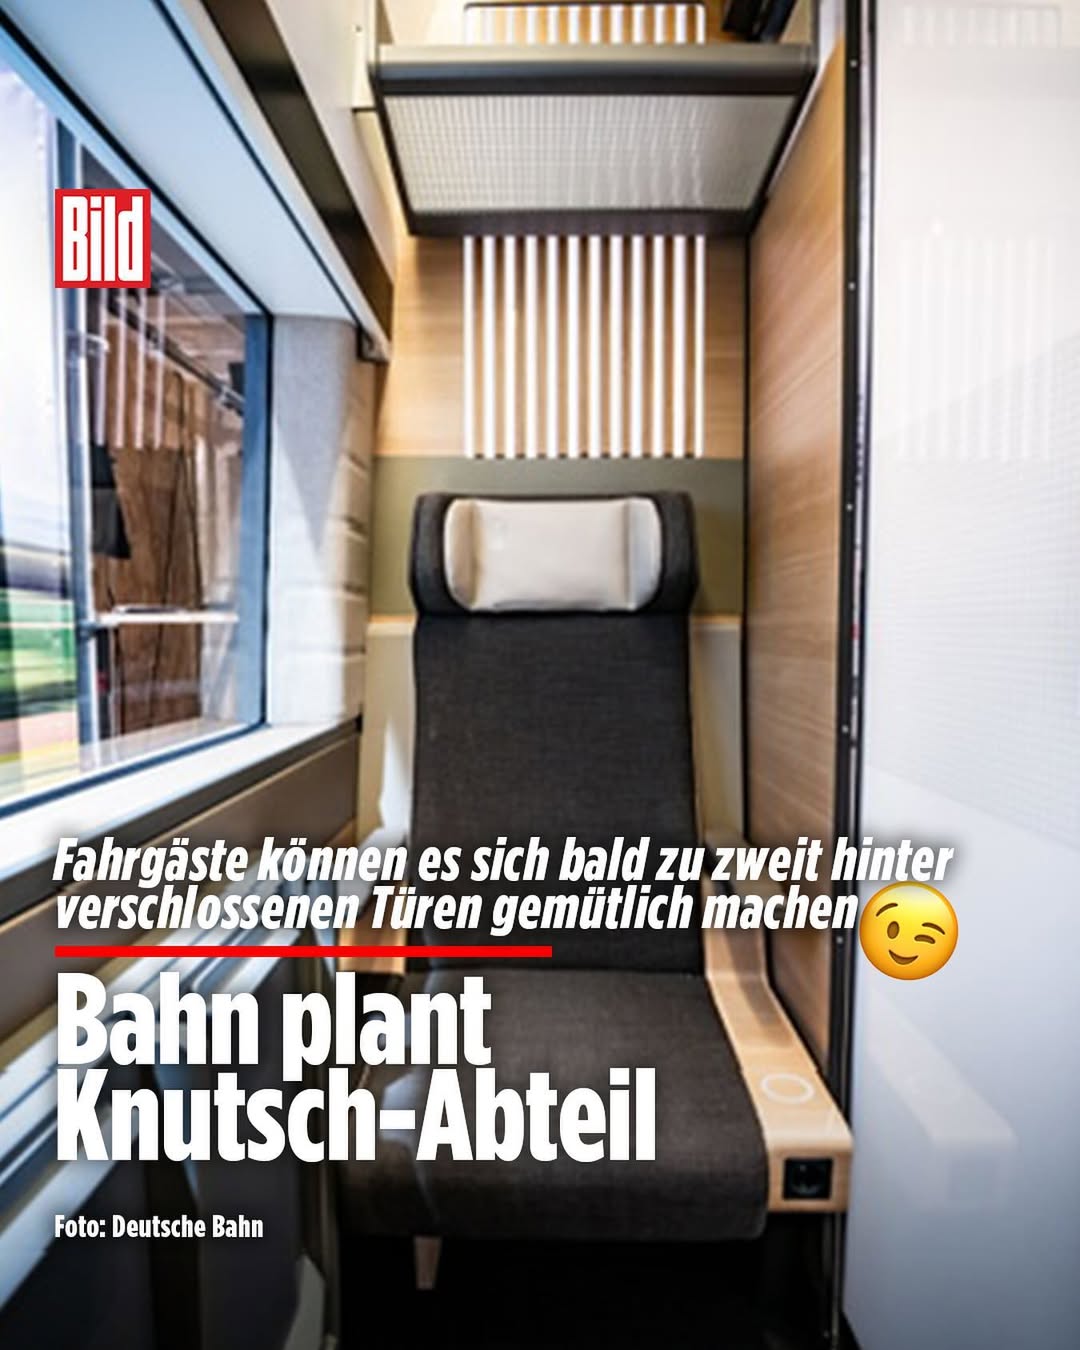 Bild
Fahrgäste können es sich bald zu zweit hinter
verschlossenen Türen gemütlich machen😉
Bahn plant
Knutsch-Abteil
Foto: Deutsche Bahn